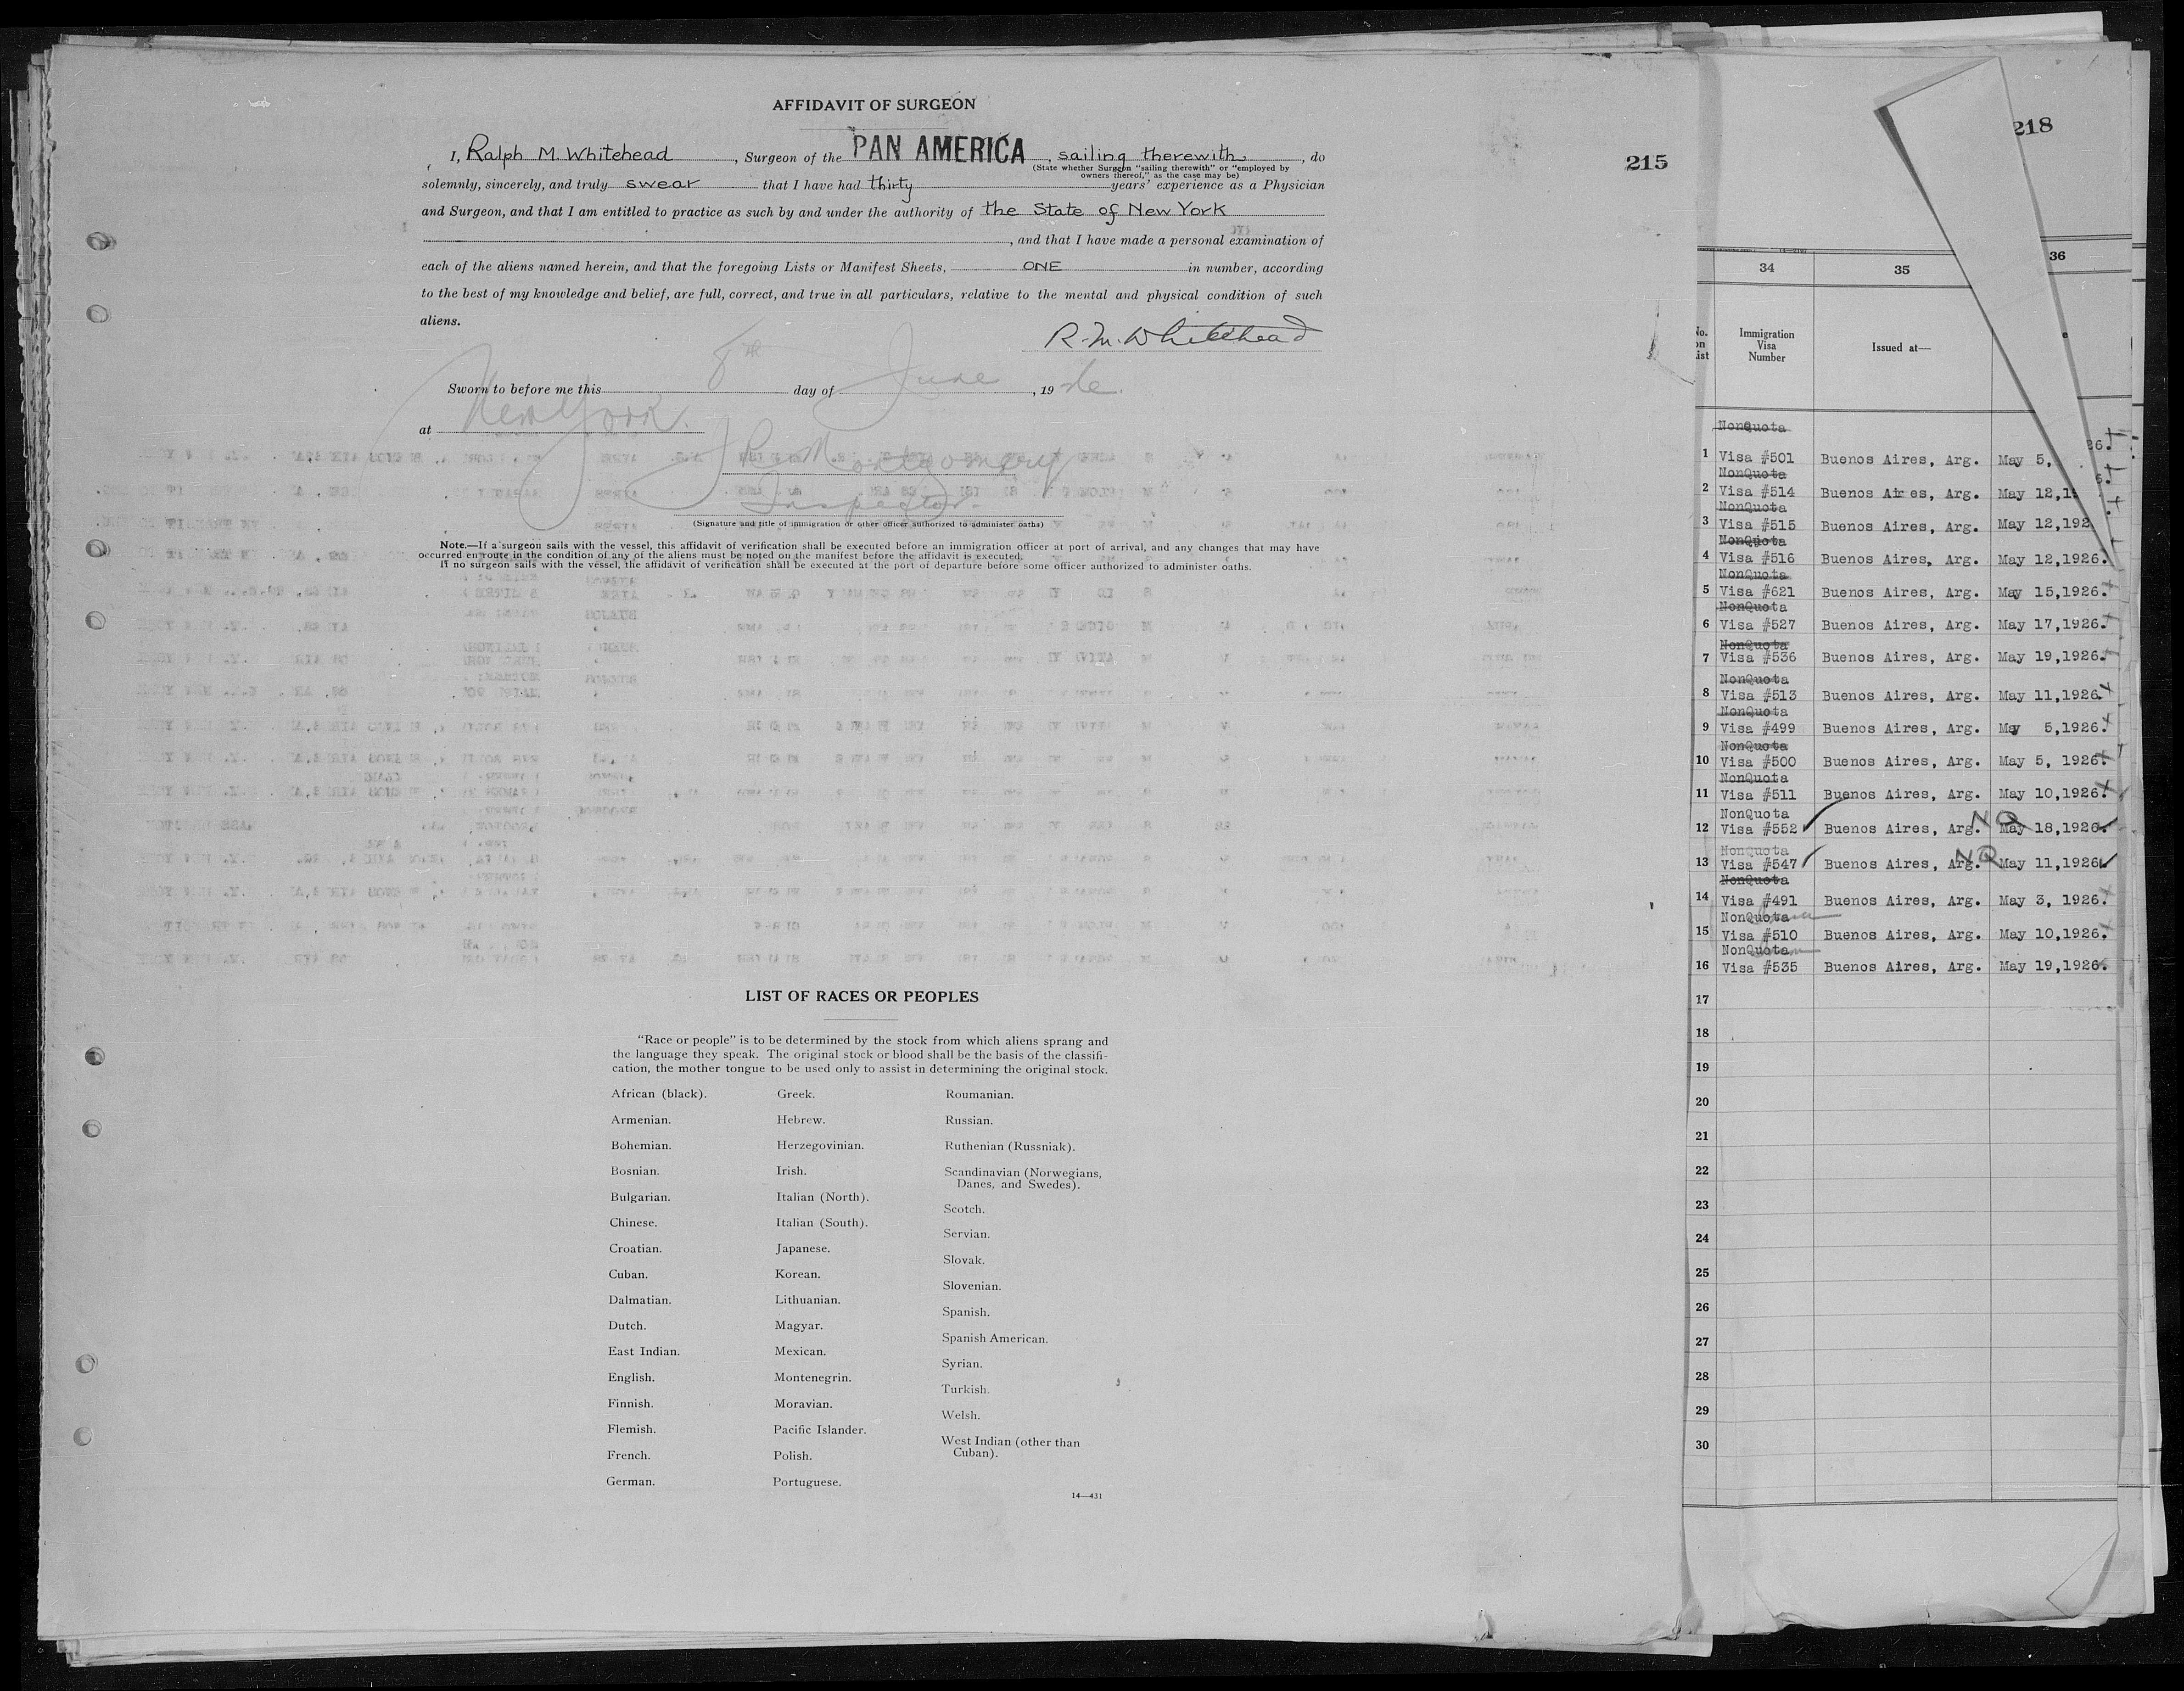 AFFIDAVIT OF SURGEON
I, Ralph M. Whitehead, Surgeon of the PAN AMERICA, sailing therewith, do
(State whether Surgeon "sailing therewith" or "employed by
owners thereof," as the case may be)
215
solemnly, sincerely, and truly swear that I have had thirty years' experience as a Physician
and Surgeon, and that I am entitled to practice as such by and under the authority of the State of New York
, and that I have made a personal examination of
each of the aliens named herein, and that the foregoing Lists or Manifest Sheets, ONE in number, according
to the best of my knowledge and belief, are full, correct, and true in all particulars, relative to the mental and physical condition of such
aliens.
R. M. Whitehead
Sworn to before me this 8th day of June, 19
at New York.
Montgomery
Inspector.
(Signature and title of immigration or other officer authorized to administer oaths)
Note.—If a surgeon sails with the vessel, this affidavit of verification shall be executed before an immigration officer at port of arrival, and any changes that may have
occurred en route in the condition of any of the aliens must be noted on the manifest before the affidavit is executed.
If no surgeon sails with the vessel, the affidavit of verification shall be executed at the port of departure before some officer authorized to administer oaths.
LIST OF RACES OR PEOPLES
"Race or people" is to be determined by the stock from which aliens sprang and
the language they speak. The original stock or blood shall be the basis of the classifi-
cation, the mother tongue to be used only to assist in determining the original stock.
African (black).
Armenian.
Bohemian.
Bosnian.
Bulgarian.
Chinese.
Croatian.
Cuban.
Dalmatian.
Dutch.
East Indian.
English.
Finnish.
Flemish.
French.
German.
Greek.
Hebrew.
Herzegovinian.
Irish.
Italian (North).
Italian (South).
Japanese.
Korean.
Lithuanian.
Magyar.
Mexican.
Montenegrin.
Moravian.
Pacific Islander.
Polish.
Portuguese.
Roumanian.
Russian.
Ruthenian (Russniak).
Scandinavian (Norwegians,
Danes, and Swedes).
Scotch.
Servian.
Slovak.
Slovenian.
Spanish.
Spanish American.
Syrian.
Turkish.
Welsh.
West Indian (other than
Cuban).
14—431
218
34 35 36
No.
on
list
Immigration
Visa
Number
Issued at—
NonQuota
1 Visa #501 Buenos Aires, Arg. May 5, 26.
NonQuota
2 Visa #514 Buenos Aires, Arg. May 12,1
NonQuota
3 Visa #515 Buenos Aires, Arg. May 12,192
NonQuota
4 Visa #516 Buenos Aires, Arg. May 12,1926.
NonQuota
5 Visa #621 Buenos Aires, Arg. May 15,1926.
NonQuota
6 Visa #527 Buenos Aires, Arg. May 17,1926.
NonQuota
7 Visa #536 Buenos Aires, Arg. May 19,1926.
NonQuota
8 Visa #513 Buenos Aires, Arg. May 11,1926.
NonQuota
9 Visa #499 Buenos Aires, Arg. May 5,1926.
NonQuota
10 Visa #500 Buenos Aires, Arg. May 5, 1926.
NonQuota
11 Visa #511 Buenos Aires, Arg. May 10,1926.
NonQuota
12 Visa #552 Buenos Aires, Arg. NQ May 18,1926.
NonQuota
13 Visa #547 Buenos Aires, Arg. NQ May 11,1926
NonQuota
14 Visa #491 Buenos Aires, Arg. May 3, 1926.
NonQuota
15 Visa #510 Buenos Aires, Arg. May 10,1926.
NonQuota
16 Visa #535 Buenos Aires, Arg. May 19,1926.
17
18
19
20
21
22
23
24
25
26
27
28
29
30